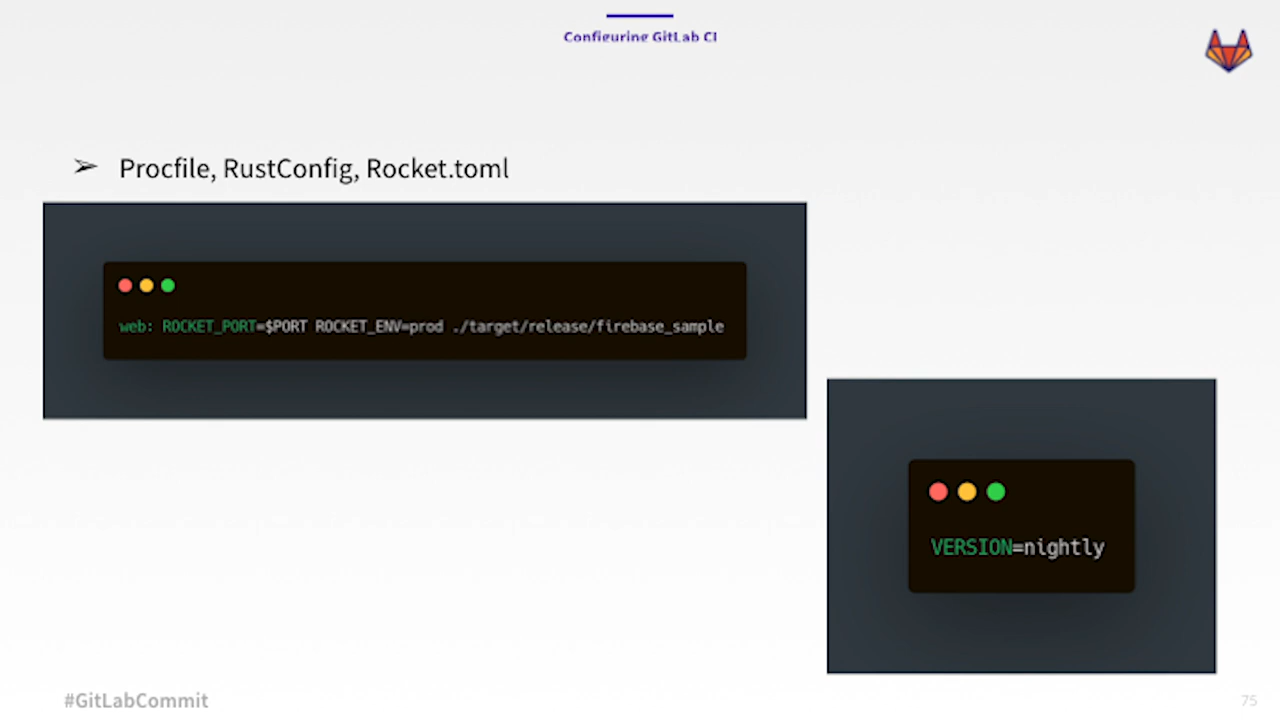 Configuring GitLab CI
➢ Procfile, RustConfig, Rocket.toml
web: ROCKET_PORT=$PORT ROCKET_ENV=prod ./target/release/firebase_sample
VERSION=nightly
#GitLabCommit
75